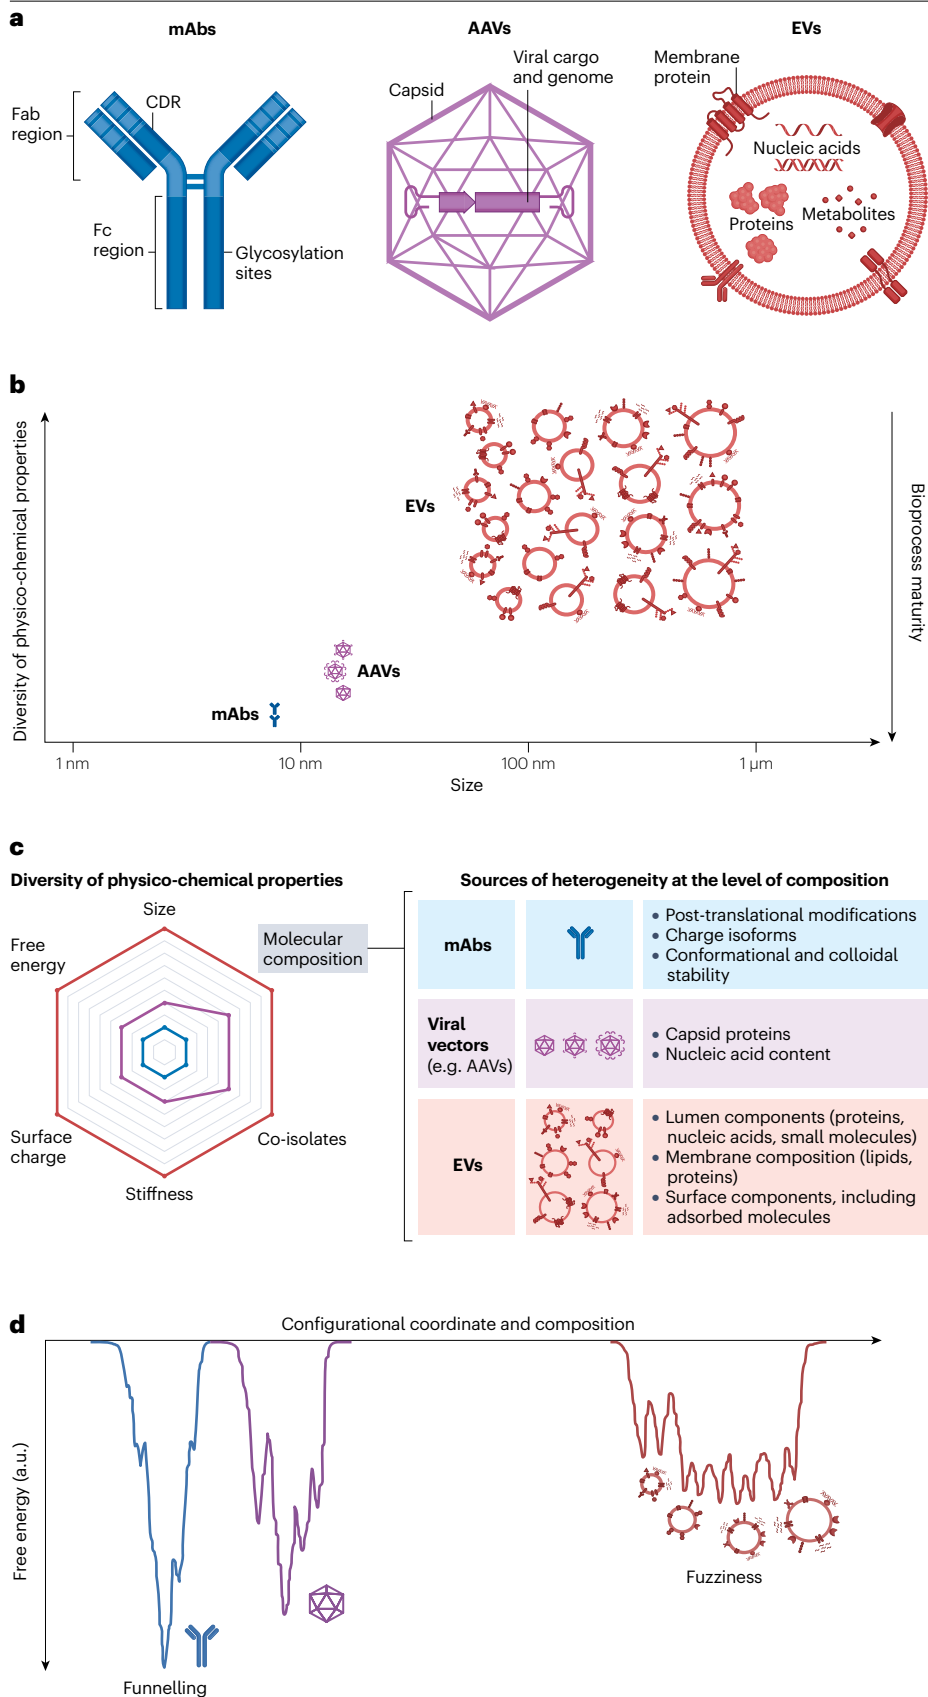 a
mAbs
AAVs
EVs
Fab
region
CDR
Fc
region
Glycosylation
sites
Capsid
Viral cargo
and genome
Membrane
protein
Nucleic acids
Proteins
Metabolites
b
Diversity of physico-chemical properties
EVs
AAVs
mAbs
Bioprocess maturity
1 nm
10 nm
100 nm
1 µm
Size
c
Diversity of physico-chemical properties
Size
Free
energy
Molecular
composition
Surface
charge
Co-isolates
Stiffness
Sources of heterogeneity at the level of composition
mAbs
• Post-translational modifications
• Charge isoforms
• Conformational and colloidal
stability
Viral
vectors
(e.g. AAVs)
• Capsid proteins
• Nucleic acid content
EVs
• Lumen components (proteins,
nucleic acids, small molecules)
• Membrane composition (lipids,
proteins)
• Surface components, including
adsorbed molecules
d
Configurational coordinate and composition
Free energy (a.u.)
Fuzziness
Funnelling